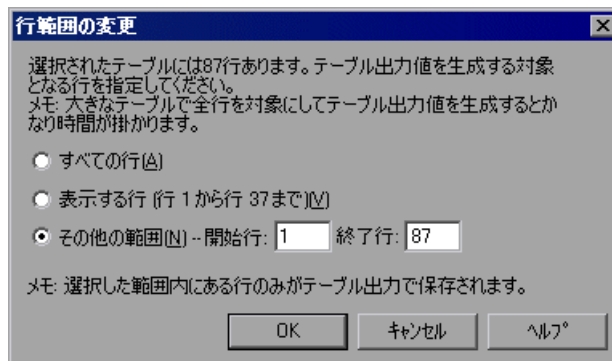 行範囲の変更
選択されたテーブルには87行あります。テーブル出力値を生成する対象
となる行を指定してください。
メモ: 大きなテーブルで全行を対象にしてテーブル出力値を生成するとか
なり時間が掛かります。
すべての行(A)
表示する行 (行 1 から行 37まで)(V)
その他の範囲(N) -- 開始行: 1 終了行: 87
メモ: 選択した範囲内にある行のみがテーブル出力で保存されます。
OK キャンセル ヘルプ